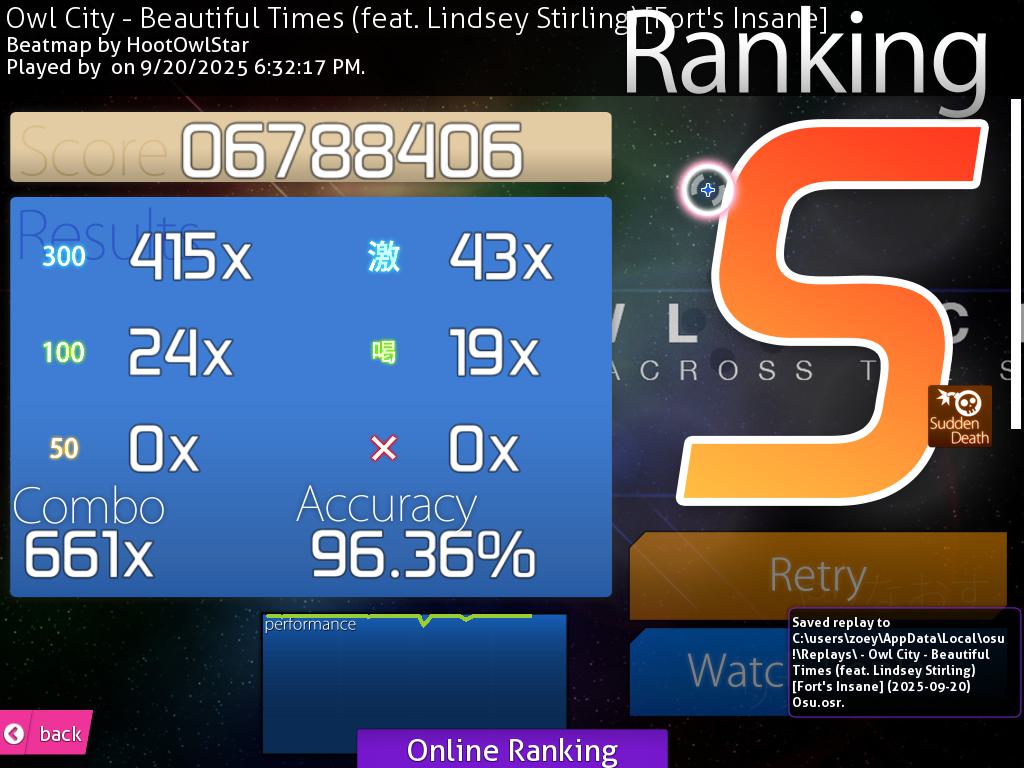 Owl City - Beautiful Times (feat. Lindsey Stirling) [Fort's Insane]
Beatmap by HootOwlStar
Played by  on 9/20/2025 6:32:17 PM.
Ranking
Score 06788406
Results
300 415x 激 43x
100 24x 喝 19x
50 0x 0x
Combo Accuracy
661x 96.36%
W L C
ACROSS T S
Sudden
Death
Retry
performance
Watc
Saved replay to
C:\users\zoey\AppData\Local\osu
!\Replays\ - Owl City - Beautiful
Times (feat. Lindsey Stirling)
[Fort's Insane] (2025-09-20)
Osu.osr.
back
Online Ranking